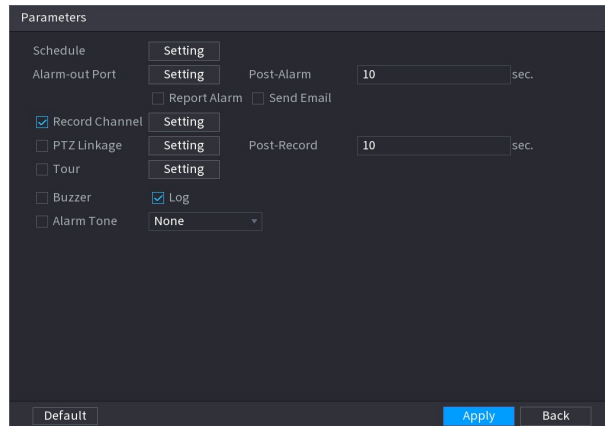 Parameters
Schedule Setting
Alarm-out Port Setting Post-Alarm 10 sec.
Report Alarm Send Email
Record Channel Setting
PTZ Linkage Setting Post-Record 10 sec.
Tour Setting
Buzzer Log
Alarm Tone None
Default Apply Back